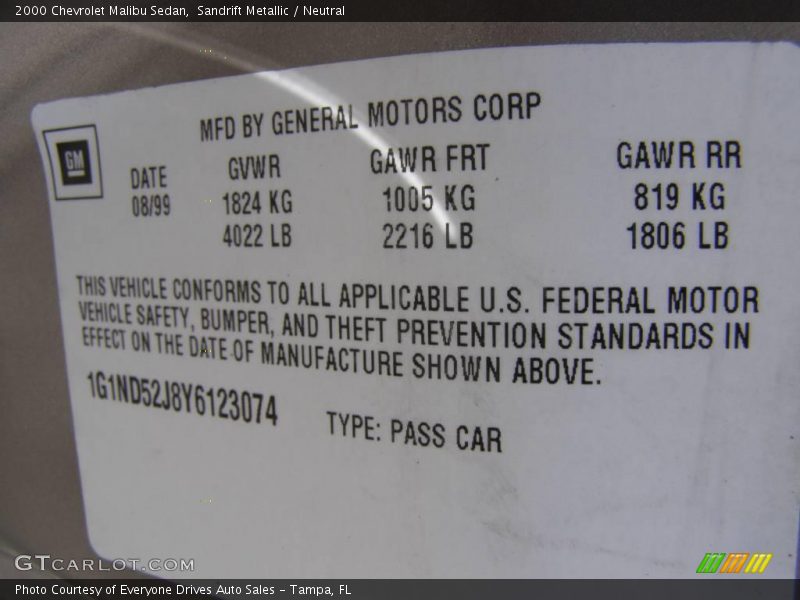 2000 Chevrolet Malibu Sedan,  Sandrift Metallic / Neutral
MFD BY GENERAL MOTORS CORP
GM
DATE GVWR GAWR FRT GAWR RR
08/99 1824 KG 1005 KG 819 KG
4022 LB 2216 LB 1806 LB
THIS VEHICLE CONFORMS TO ALL APPLICABLE U.S. FEDERAL MOTOR
VEHICLE SAFETY, BUMPER, AND THEFT PREVENTION STANDARDS IN
EFFECT ON THE DATE OF MANUFACTURE SHOWN ABOVE.
1G1ND52J8Y6123074 TYPE: PASS CAR
GTCARLOT.COM
Photo Courtesy of Everyone Drives Auto Sales – Tampa, FL